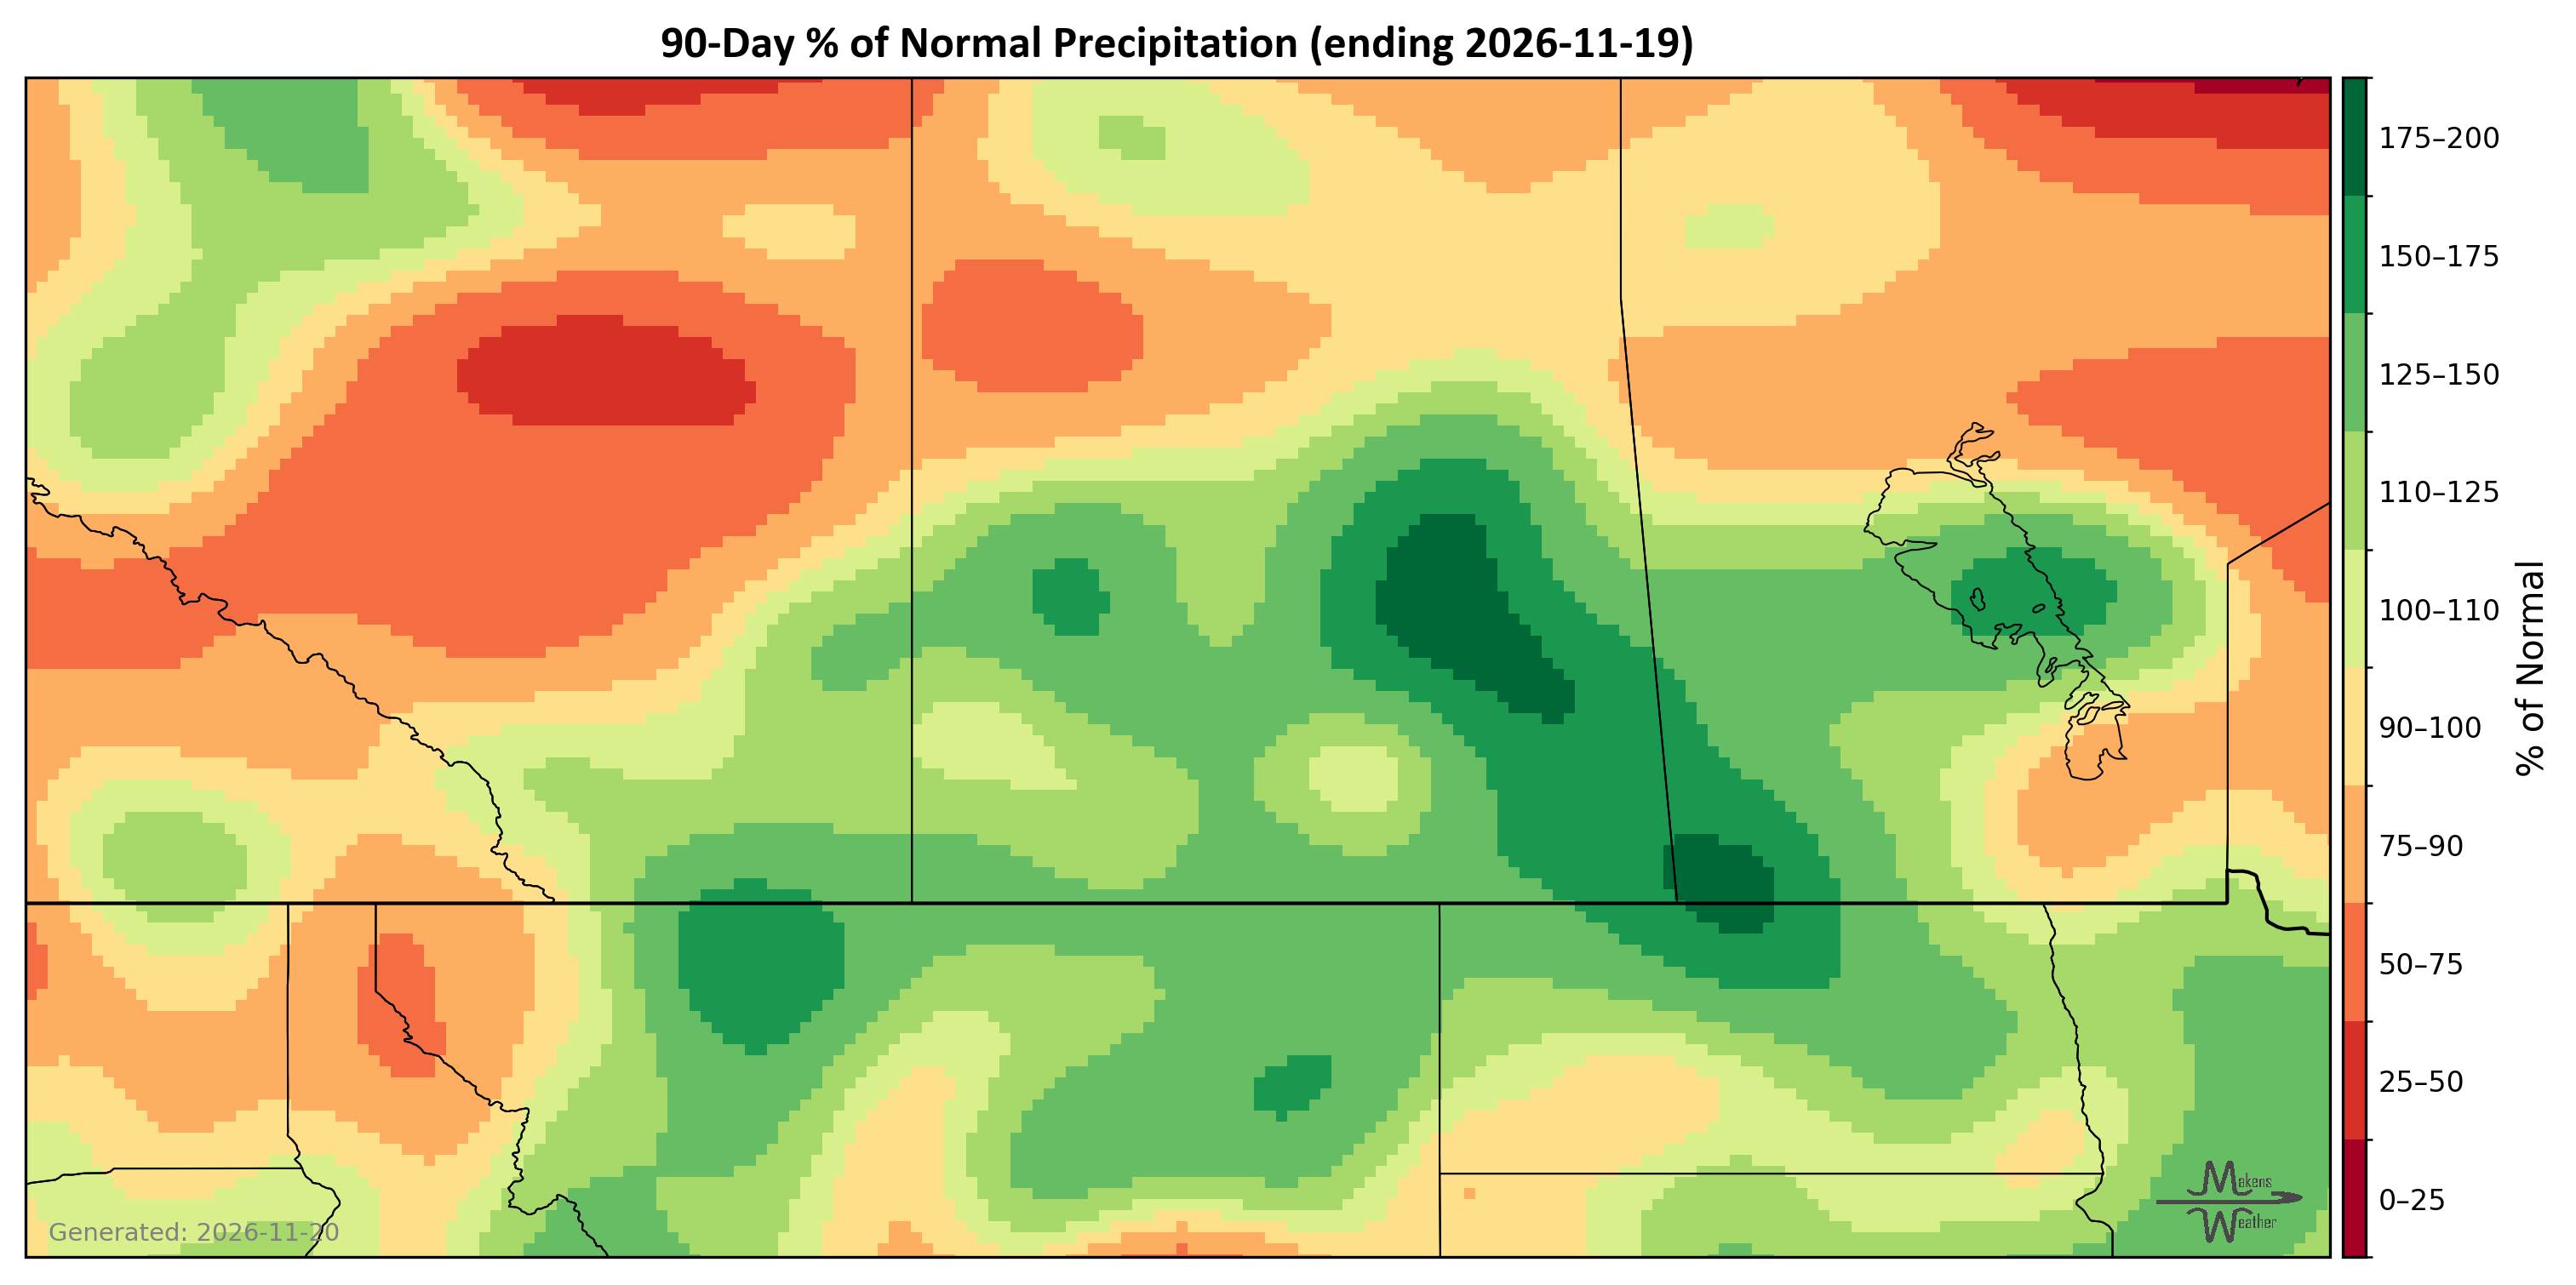 90-Day % of Normal Precipitation (ending 2026-11-19)
175–200
150–175
125–150
110–125
100–110
90–100
75–90
50–75
25–50
0–25
% of Normal
Generated: 2026-11-20
Makens
Weather